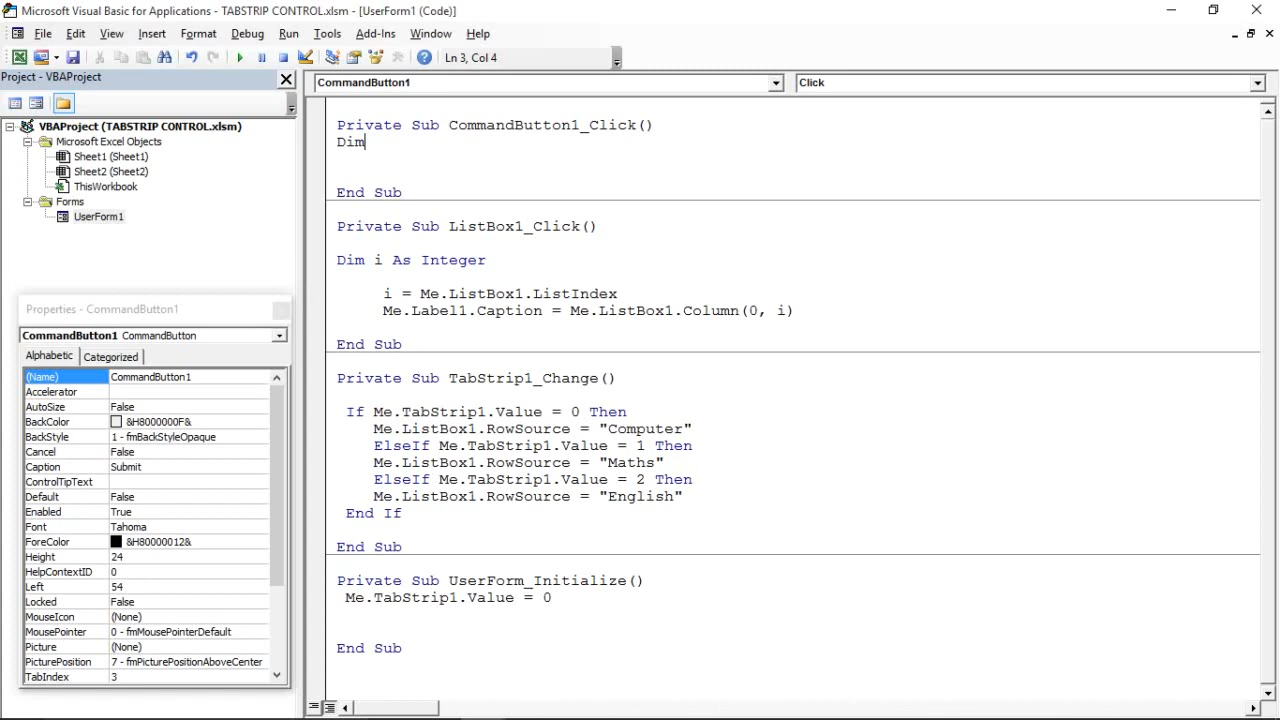 Microsoft Visual Basic for Applications - TABSTRIP CONTROL.xlsm - [UserForm1 (Code)]
File Edit View Insert Format Debug Run Tools Add-Ins Window Help
Ln 3, Col 4
Project - VBAProject
VBAProject (TABSTRIP CONTROL.xlsm)
Microsoft Excel Objects
Sheet1 (Sheet1)
Sheet2 (Sheet2)
ThisWorkbook
Forms
UserForm1
Properties - CommandButton1
CommandButton1 CommandButton
Alphabetic Categorized
(Name) CommandButton1
Accelerator
AutoSize False
BackColor &H8000000F&
BackStyle 1 - fmBackStyleOpaque
Cancel False
Caption Submit
ControlTipText
Default False
Enabled True
Font Tahoma
ForeColor &H80000012&
Height 24
HelpContextID 0
Left 54
Locked False
MouseIcon (None)
MousePointer 0 - fmMousePointerDefault
Picture (None)
PicturePosition 7 - fmPicturePositionAboveCenter
TabIndex 3
CommandButton1 Click
Private Sub CommandButton1_Click()
Dim
End Sub
Private Sub ListBox1_Click()
Dim i As Integer
i = Me.ListBox1.ListIndex
Me.Label1.Caption = Me.ListBox1.Column(0, i)
End Sub
Private Sub TabStrip1_Change()
If Me.TabStrip1.Value = 0 Then
Me.ListBox1.RowSource = "Computer"
ElseIf Me.TabStrip1.Value = 1 Then
Me.ListBox1.RowSource = "Maths"
ElseIf Me.TabStrip1.Value = 2 Then
Me.ListBox1.RowSource = "English"
End If
End Sub
Private Sub UserForm_Initialize()
Me.TabStrip1.Value = 0
End Sub